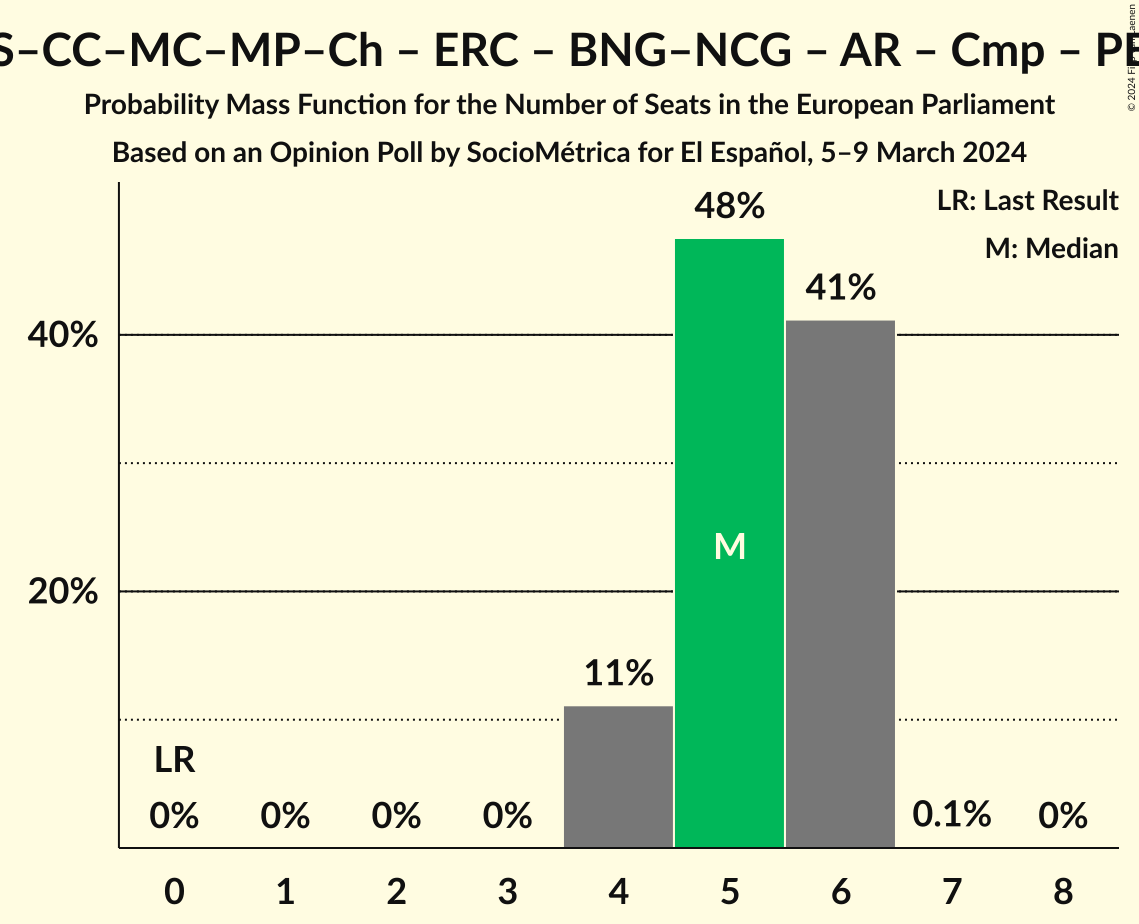 S–CC–MC–MP–Ch – ERC – BNG–NCG – AR – Cmp – 
Probability Mass Function for the Number of Seats in the European Parliament
Based on an Opinion Poll by SocioMétrica for El Español, 5–9 March 2024
© 2024
LR: Last Result
M: Median
48%
41%
40%
M
20%
11%
LR
0% 0% 0% 0% 0.1% 0%
0 1 2 3 4 5 6 7 8